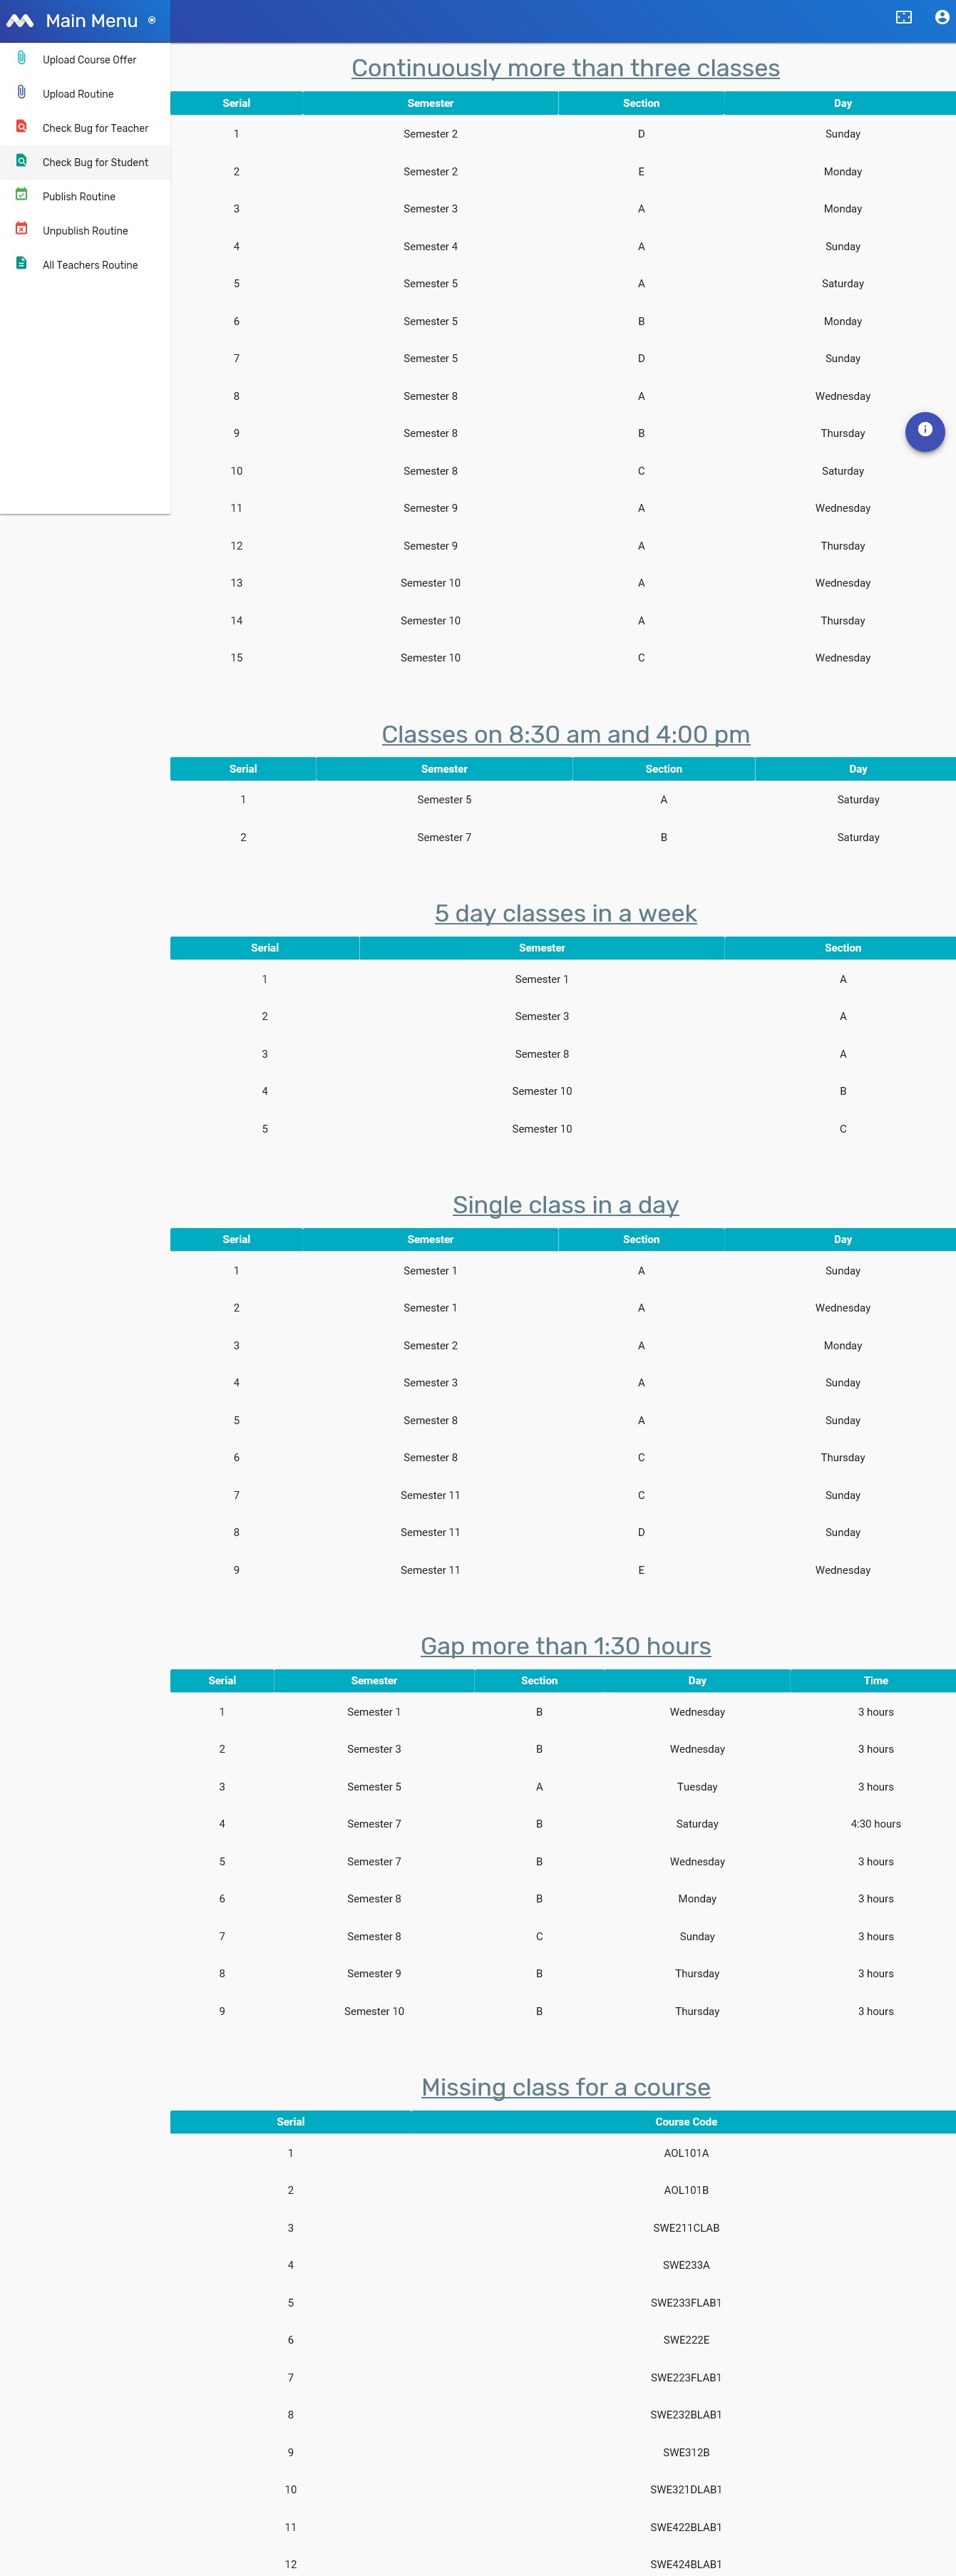 Main Menu
Upload Course Offer
Upload Routine
Check Bug for Teacher
Check Bug for Student
Publish Routine
Unpublish Routine
All Teachers Routine
Continuously more than three classes
Serial Semester Section Day
1 Semester 2 D Sunday
2 Semester 2 E Monday
3 Semester 3 A Monday
4 Semester 4 A Sunday
5 Semester 5 A Saturday
6 Semester 5 B Monday
7 Semester 5 D Sunday
8 Semester 8 A Wednesday
9 Semester 8 B Thursday
10 Semester 8 C Saturday
11 Semester 9 A Wednesday
12 Semester 9 A Thursday
13 Semester 10 A Wednesday
14 Semester 10 A Thursday
15 Semester 10 C Wednesday
Classes on 8:30 am and 4:00 pm
Serial Semester Section Day
1 Semester 5 A Saturday
2 Semester 7 B Saturday
5 day classes in a week
Serial Semester Section
1 Semester 1 A
2 Semester 3 A
3 Semester 8 A
4 Semester 10 B
5 Semester 10 C
Single class in a day
Serial Semester Section Day
1 Semester 1 A Sunday
2 Semester 1 A Wednesday
3 Semester 2 A Monday
4 Semester 3 A Sunday
5 Semester 8 A Sunday
6 Semester 8 C Thursday
7 Semester 11 C Sunday
8 Semester 11 D Sunday
9 Semester 11 E Wednesday
Gap more than 1:30 hours
Serial Semester Section Day Time
1 Semester 1 B Wednesday 3 hours
2 Semester 3 B Wednesday 3 hours
3 Semester 5 A Tuesday 3 hours
4 Semester 7 B Saturday 4:30 hours
5 Semester 7 B Wednesday 3 hours
6 Semester 8 B Monday 3 hours
7 Semester 8 C Sunday 3 hours
8 Semester 9 B Thursday 3 hours
9 Semester 10 B Thursday 3 hours
Missing class for a course
Serial Course Code
1 AOL101A
2 AOL101B
3 SWE211CLAB
4 SWE233A
5 SWE233FLAB1
6 SWE222E
7 SWE223FLAB1
8 SWE232BLAB1
9 SWE312B
10 SWE321DLAB1
11 SWE422BLAB1
12 SWE424BLAB1